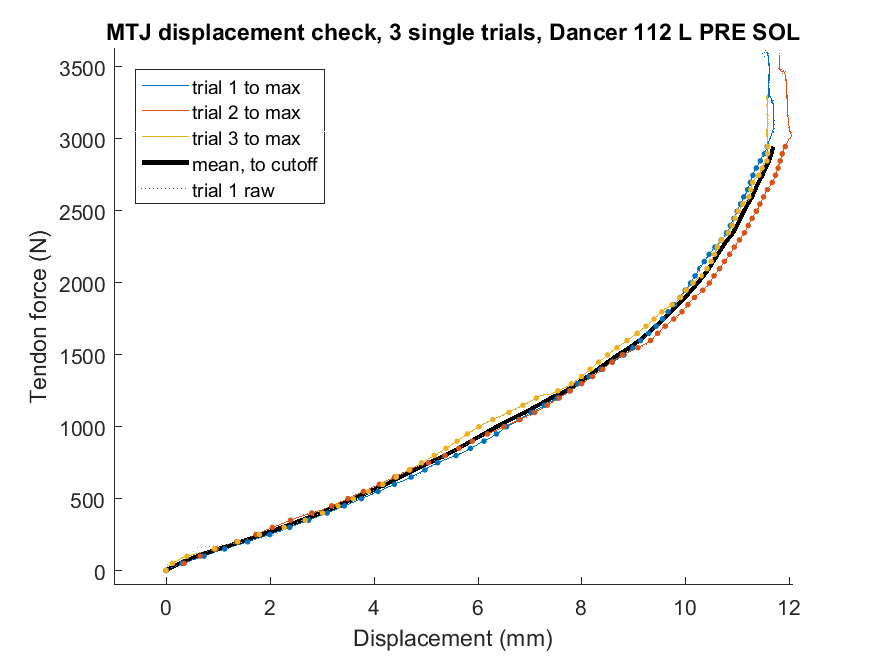 MTJ displacement check, 3 single trials, Dancer 112 L PRE SOL
3500
3000
2500
2000
1500
1000
500
0
Tendon force (N)
trial 1 to max
trial 2 to max
trial 3 to max
mean, to cutoff
trial 1 raw
0 2 4 6 8 10 12
Displacement (mm)